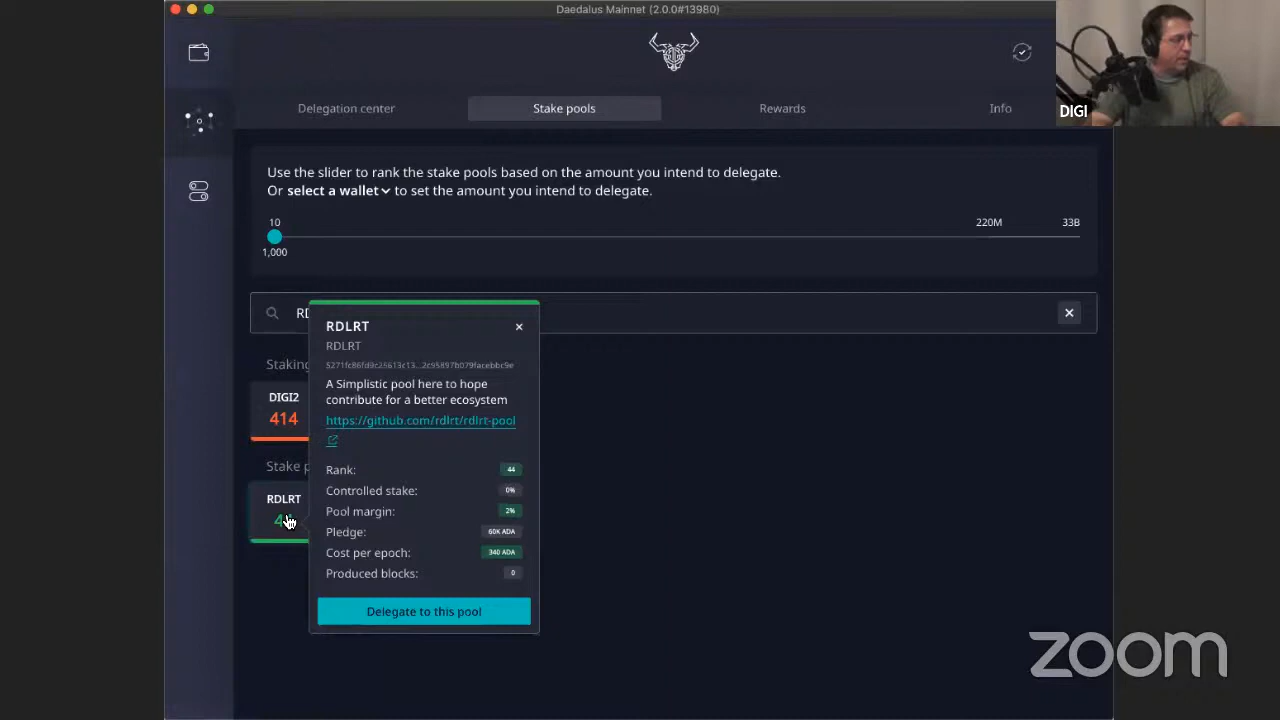 Daedalus Mainnet (2.0.0#13980)
Delegation center
Stake pools
Rewards
Info
DIGI
Use the slider to rank the stake pools based on the amount you intend to delegate.
Or select a wallet to set the amount you intend to delegate.
10
220M
33B
1,000
RD
RDLRT
RDLRT
A Simplistic pool here to hope
contribute for a better ecosystem
https://github.com/rdlrt/rdlrt-pool
Rank: 44
Controlled stake: 0%
Pool margin: 2%
Pledge: 60K ADA
Cost per epoch: 340 ADA
Produced blocks: 0
Delegate to this pool
Staking
DIGI2
414
Stake p
RDLRT
zoom